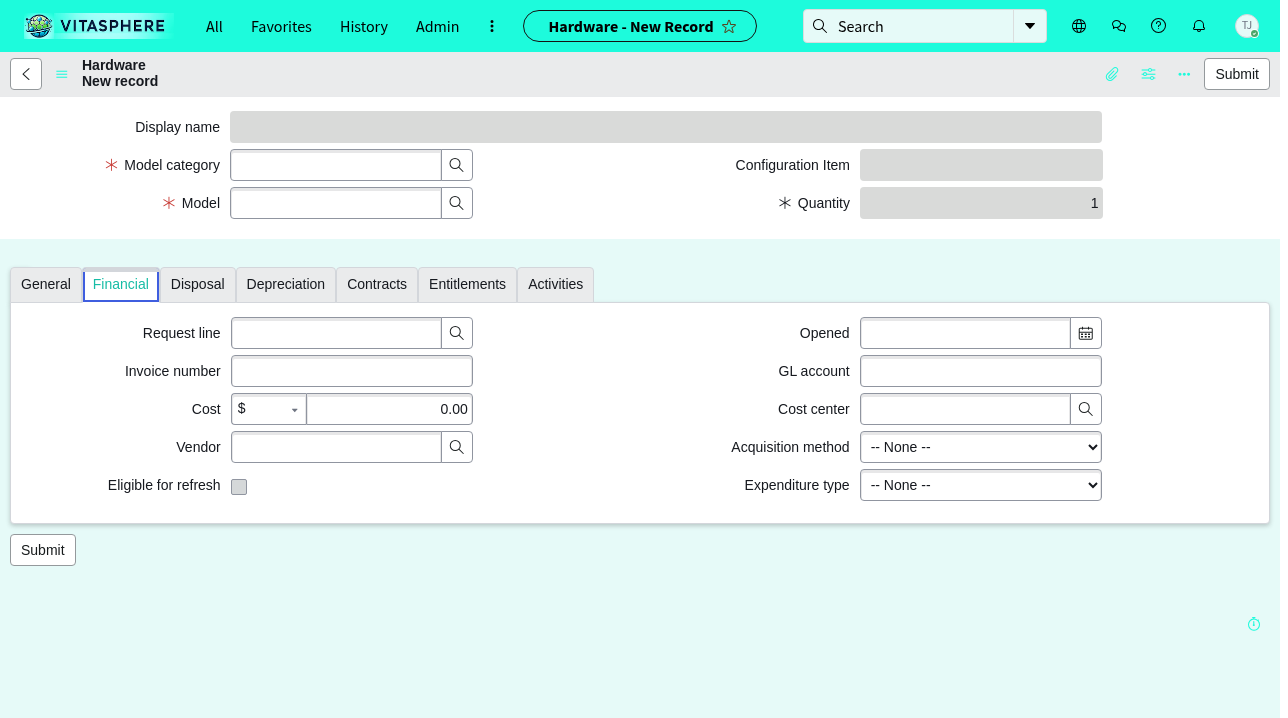 VITASPHERE
All
Favorites
History
Admin
Hardware - New Record
Search
TJ
Hardware
New record
Submit
Display name
Model category
Configuration Item
Model
Quantity
1
General
Financial
Disposal
Depreciation
Contracts
Entitlements
Activities
Request line
Opened
Invoice number
GL account
Cost
$
0.00
Cost center
Vendor
Acquisition method
-- None --
Eligible for refresh
Expenditure type
-- None --
Submit